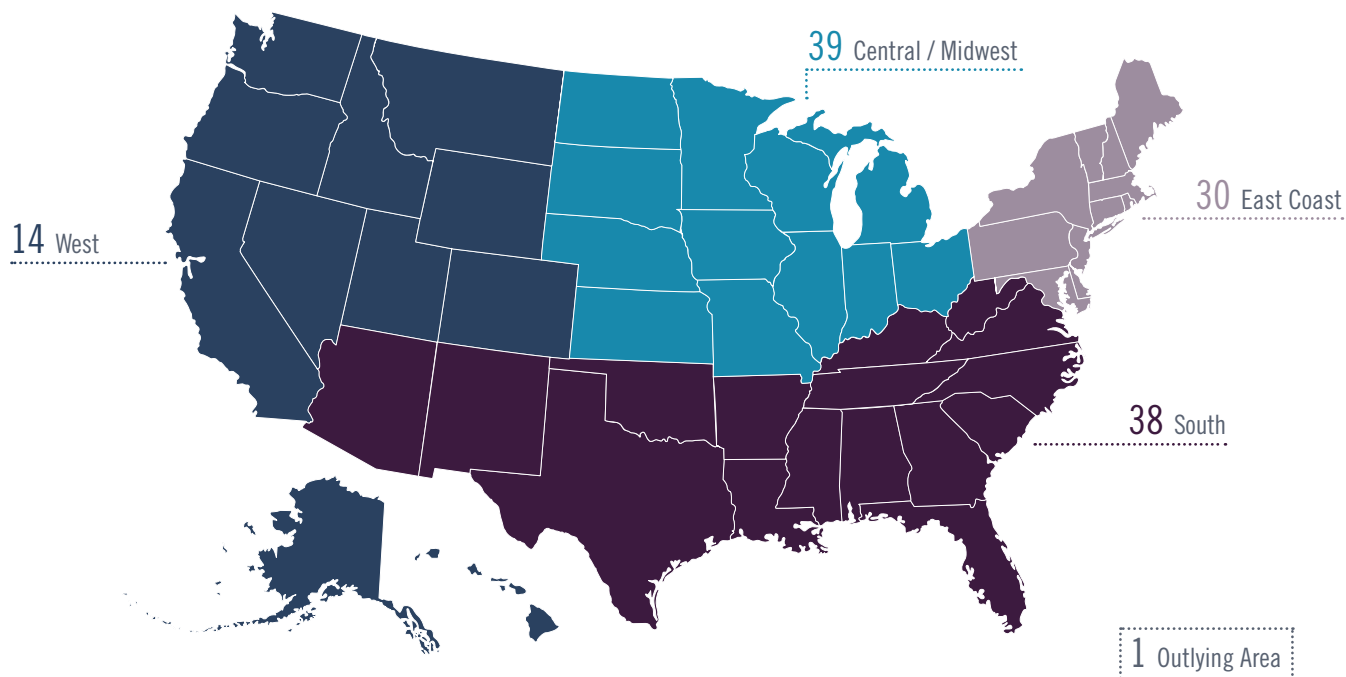 39 Central / Midwest
30 East Coast
14 West
38 South
1 Outlying Area